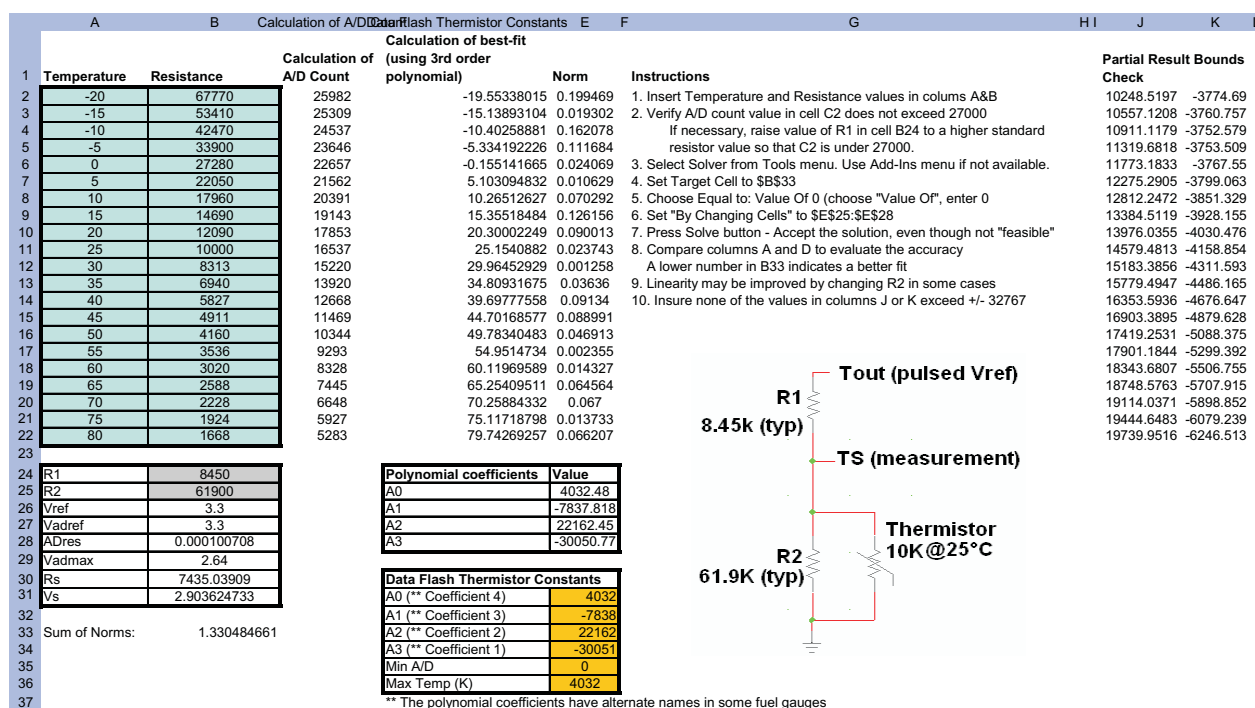 A B Calculation of A/D Count Data Flash Thermistor Constants E F G H I J K
Calculation of best-fit
Calculation of (using 3rd order Partial Result Bounds
1 Temperature Resistance A/D Count polynomial) Norm Instructions Check
2 -20 67770 25982 -19.55338015 0.199469 1. Insert Temperature and Resistance values in colums A&B 10248.5197 -3774.69
3 -15 53410 25309 -15.13893104 0.019302 2. Verify A/D count value in cell C2 does not exceed 27000 10557.1208 -3760.757
4 -10 42470 24537 -10.40258881 0.162078 If necessary, raise value of R1 in cell B24 to a higher standard 10911.1179 -3752.579
5 -5 33900 23646 -5.334192226 0.111684 resistor value so that C2 is under 27000. 11319.6818 -3753.509
6 0 27280 22657 -0.155141665 0.024069 3. Select Solver from Tools menu. Use Add-Ins menu if not available. 11773.1833 -3767.55
7 5 22050 21562 5.103094832 0.010629 4. Set Target Cell to $B$33 12275.2905 -3799.063
8 10 17960 20391 10.26512627 0.070292 5. Choose Equal to: Value Of 0 (choose "Value Of", enter 0 12812.2472 -3851.329
9 15 14690 19143 15.35518484 0.126156 6. Set "By Changing Cells" to $E$25:$E$28 13384.5119 -3928.155
10 20 12090 17853 20.30002249 0.090013 7. Press Solve button - Accept the solution, even though not "feasible" 13976.0355 -4030.476
11 25 10000 16537 25.1540882 0.023743 8. Compare columns A and D to evaluate the accuracy 14579.4813 -4158.854
12 30 8313 15220 29.96452929 0.001258 A lower number in B33 indicates a better fit 15183.3856 -4311.593
13 35 6940 13920 34.80931675 0.03636 9. Linearity may be improved by changing R2 in some cases 15779.4947 -4486.165
14 40 5827 12668 39.69777558 0.09134 10. Insure none of the values in columns J or K exceed +/- 32767 16353.5936 -4676.647
15 45 4911 11469 44.70168577 0.088991 16903.3895 -4879.628
16 50 4160 10344 49.78340483 0.046913 17419.2531 -5088.375
17 55 3536 9293 54.9514734 0.002355 17901.1844 -5299.392
18 60 3020 8328 60.11969589 0.014327 18343.6807 -5506.755
19 65 2588 7445 65.25409511 0.064564 18748.5763 -5707.915
20 70 2228 6648 70.25884332 0.067 19114.0371 -5898.852
21 75 1924 5927 75.11718798 0.013733 19444.6483 -6079.239
22 80 1668 5283 79.74269257 0.066207 19739.9516 -6246.513
23
24 R1 8450 Polynomial coefficients Value
25 R2 61900 A0 4032.48
26 Vref 3.3 A1 -7837.818
27 Vadref 3.3 A2 22162.45
28 ADres 0.000100708 A3 -30050.77
29 Vadmax 2.64
30 Rs 7435.03909 Data Flash Thermistor Constants
31 Vs 2.903624733 A0 (** Coefficient 4) 4032
32 A1 (** Coefficient 3) -7838
33 Sum of Norms: 1.330484661 A2 (** Coefficient 2) 22162
34 A3 (** Coefficient 1) -30051
35 Min A/D 0
36 Max Temp (K) 4032
37 ** The polynomial coefficients have alternate names in some fuel gauges
Tout (pulsed Vref)
R1
8.45k (typ)
TS (measurement)
Thermistor
10K@25°C
R2
61.9K (typ)